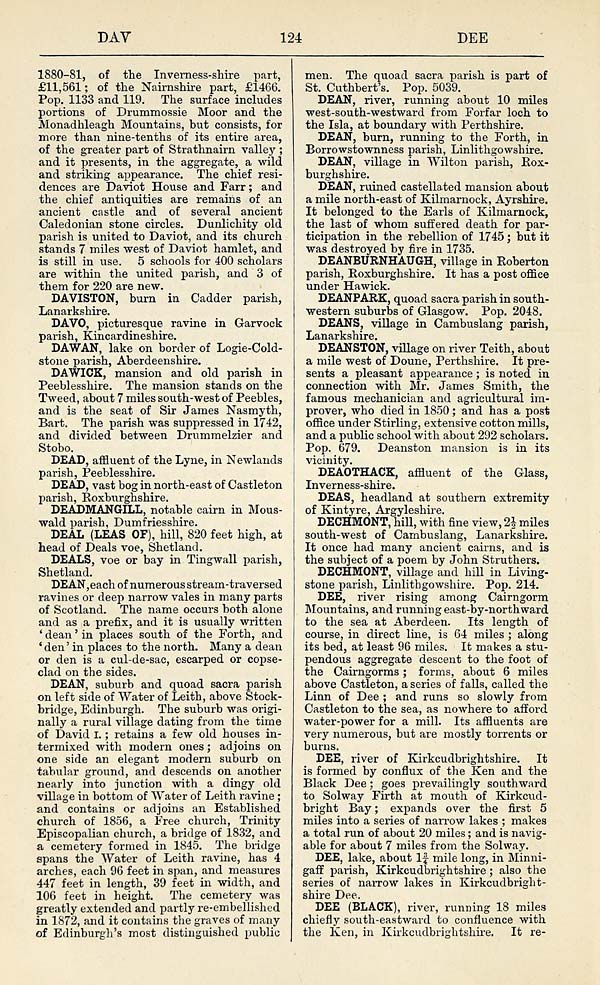 DAV
124
DEE
1880-81, of the Inverness-shire part,
£11,561; of the Nairnshire part, £1466.
Pop. 1133 and 119. The surface includes
portions of Drummossie Moor and the
Monadhleagh Mountains, but consists, for
more than nine-tenths of its entire area,
of the greater part of Strathnairn valley;
and it presents, in the aggregate, a wild
and striking appearance. The chief resi-
dences are Daviot House and Farr; and
the chief antiquities are remains of an
ancient castle and of several ancient
Caledonian stone circles. Dunlichity old
parish is united to Daviot, and its church
stands 7 miles west of Daviot hamlet, and
is still in use. 5 schools for 400 scholars
are within the united parish, and 3 of
them for 220 are new.
DAVISTON, burn in Cadder parish,
Lanarkshire.
DAVO, picturesque ravine in Garvock
parish, Kincardineshire.
DAWAN, lake on border of Logie-Cold-
stone parish, Aberdeenshire.
DAWICK, mansion and old parish in
Peeblesshire. The mansion stands on the
Tweed, about 7 miles south-west of Peebles,
and is the seat of Sir James Nasmyth,
Bart. The parish was suppressed in 1742,
and divided between Drummelzier and
Stobo.
DEAD, affluent of the Lyne, in Newlands
parish, Peeblesshire.
DEAD, vast bog in north-east of Castleton
parish, Roxburghshire.
DEADMANGILL, notable cairn in Mous-
wald parish, Dumfriesshire.
DEAL (LEAS OF), hill, 820 feet high, at
head of Deals voe, Shetland.
DEALS, voe or bay in Tingwall parish,
Shetland.
DEAN, each of numerous stream-traversed
ravines or deep narrow vales in many parts
of Scotland. The name occurs both alone
and as a prefix, and it is usually written
‘dean’ in places south of the Forth, and
‘den’ in places to the north. Many a dean
or den is a cul-de-sac, escarped or copse-
clad on the sides.
DEAN, suburb and quoad sacra parish
on left side of Water of Leith, above Stock-
bridge, Edinburgh. The suburb was origi-
nally a rural village dating from the time
of David I.; retains a few old houses in-
termixed with modern ones; adjoins on
one side an elegant modern suburb on
tabular ground, and descends on another
nearly into junction with a dingy old
village in bottom of Water of Leith ravine;
and contains or adjoins an Established
church of 1856, a Free church, Trinity
Episcopalian church, a bridge of 1832, and
a cemetery formed in 1845. The bridge
spans the Water of Leith ravine, has 4
arches, each 96 feet in span, and measures
447 feet in length, 39 feet in width, and
106 feet in height. The cemetery was
greatly extended and partly re-embellished
in 1872, and it contains the graves of many
of Edinburgh's most distinguished public
men. The quoad sacra parish is part of
St. Cuthbert's. Pop. 5039.
DEAN, river, running about 10 miles
west-south-westward from Forfar loch to
the Isla, at boundary with Perthshire.
DEAN, burn, running to the Forth, in
Borrowstownness parish, Linlithgowshire.
DEAN, village in Wilton parish, Rox-
burghshire.
DEAN, ruined castellated mansion about
a mile north-east of Kilmarnock, Ayrshire.
It belonged to the Earls of Kilmarnock,
the last of whom suffered death for par-
ticipation in the rebellion of 1745; but it
was destroyed by fire in 1735.
DEANBURNHAUGH, village in Roberton
parish, Roxburghshire. It has a post office
under Hawick.
DEANPARK, quoad sacra parish in south-
western suburbs of Glasgow. Pop. 2048.
DEANS, village in Cambuslang parish,
Lanarkshire.
DEANSTON, village on river Teith, about
a mile west of Doune, Perthshire. It pre-
sents a pleasant appearance; is noted in
connection with Mr. James Smith, the
famous mechanician and agricultural im-
prover, who died in 1850; and has a post
office under Stirling, extensive cotton mills,
and a public school with about 292 scholars.
Pop. 679. Deanston mansion is in its
vicinity.
DEAOTHACK, affluent of the Glass,
Inverness-shire.
DEAS, headland at southern extremity
of Kintyre, Argyleshire.
DECHMONT, hill, with fine view, 2½ miles
south-west of Cambuslang, Lanarkshire.
It once had many ancient cairns, and is
the subject of a poem by John Struthers.
DECHMONT, village and hill in Living-
stone parish, Linlithgowshire. Pop. 214.
DEE, river rising among Cairngorm
Mountains, and running east-by-northward
to the sea at Aberdeen. Its length of
course, in direct line, is 64 miles; along
its bed, at least 96 miles. It makes a stu-
pendous aggregate descent to the foot of
the Cairngorms; forms, about 6 miles
above Castleton, a series of falls, called the
Linn of Dee; and runs so slowly from
Castleton to the sea, as nowhere to afford
water-power for a mill. Its affluents are
very numerous, but are mostly torrents or
burns.
DEE, river of Kirkcudbrightshire. It
is formed by conflux of the Ken and the
Black Dee; goes prevailingly southward
to Solway Firth at mouth of Kirkcud-
bright Bay; expands over the first 5
miles into a series of narrow lakes; makes
a total run of about 20 miles; and is navig-
able for about 7 miles from the Solway.
DEE, lake, about 1¾ mile long, in Minni-
gaff parish, Kirkcudbrightshire; also the
series of narrow lakes in Kirkcudbright-
shire Dee.
DEE (BLACK), river, running 18 miles
chiefly south-eastward to confluence with
the Ken, in Kirkcudbrightshire. It re-